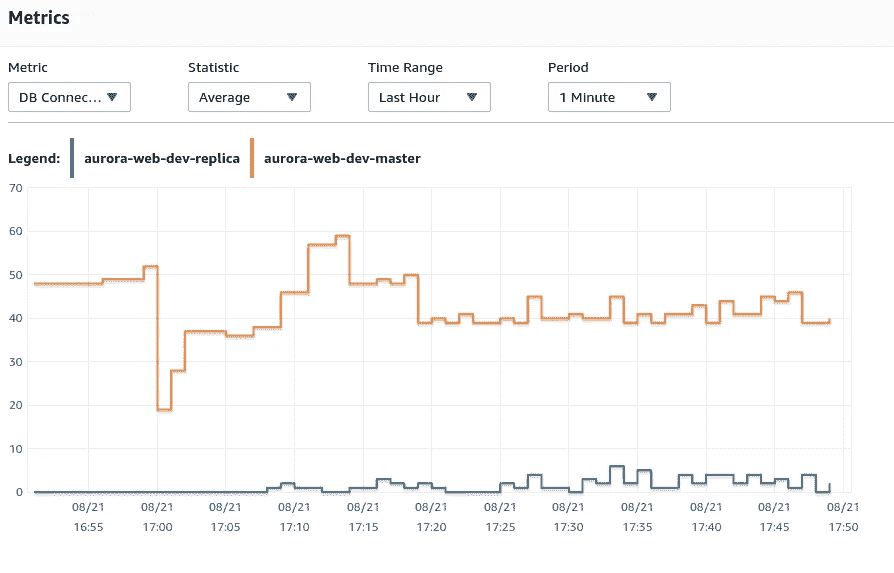 Metrics
Metric Statistic Time Range Period
DB Connec... Average Last Hour 1 Minute
Legend: aurora-web-dev-replica aurora-web-dev-master
70
60
50
40
30
20
10
0
08/21 08/21 08/21 08/21 08/21 08/21 08/21 08/21 08/21 08/21 08/21 08/21
16:55 17:00 17:05 17:10 17:15 17:20 17:25 17:30 17:35 17:40 17:45 17:50